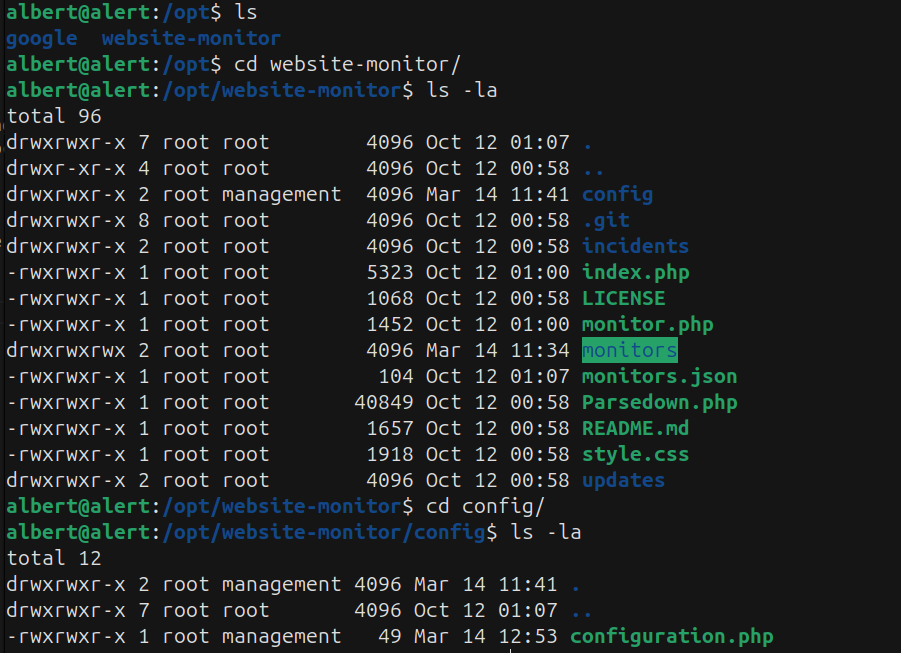 albert@alert:/opt$ ls
google  website-monitor
albert@alert:/opt$ cd website-monitor/
albert@alert:/opt/website-monitor$ ls -la
total 96
drwxrwxr-x 7 root root        4096 Oct 12 01:07 .
drwxr-xr-x 4 root root        4096 Oct 12 00:58 ..
drwxrwxr-x 2 root management  4096 Mar 14 11:41 config
drwxrwxr-x 8 root root        4096 Oct 12 00:58 .git
drwxrwxr-x 2 root root        4096 Oct 12 00:58 incidents
-rwxrwxr-x 1 root root        5323 Oct 12 01:00 index.php
-rwxrwxr-x 1 root root        1068 Oct 12 00:58 LICENSE
-rwxrwxr-x 1 root root        1452 Oct 12 01:00 monitor.php
drwxrwxrwx 2 root root        4096 Mar 14 11:34 monitors
-rwxrwxr-x 1 root root         104 Oct 12 01:07 monitors.json
-rwxrwxr-x 1 root root       40849 Oct 12 00:58 Parsedown.php
-rwxrwxr-x 1 root root        1657 Oct 12 00:58 README.md
-rwxrwxr-x 1 root root        1918 Oct 12 00:58 style.css
drwxrwxr-x 2 root root        4096 Oct 12 00:58 updates
albert@alert:/opt/website-monitor$ cd config/
albert@alert:/opt/website-monitor/config$ ls -la
total 12
drwxrwxr-x 2 root management 4096 Mar 14 11:41 .
drwxrwxr-x 7 root root       4096 Oct 12 01:07 ..
-rwxrwxr-x 1 root management   49 Mar 14 12:53 configuration.php